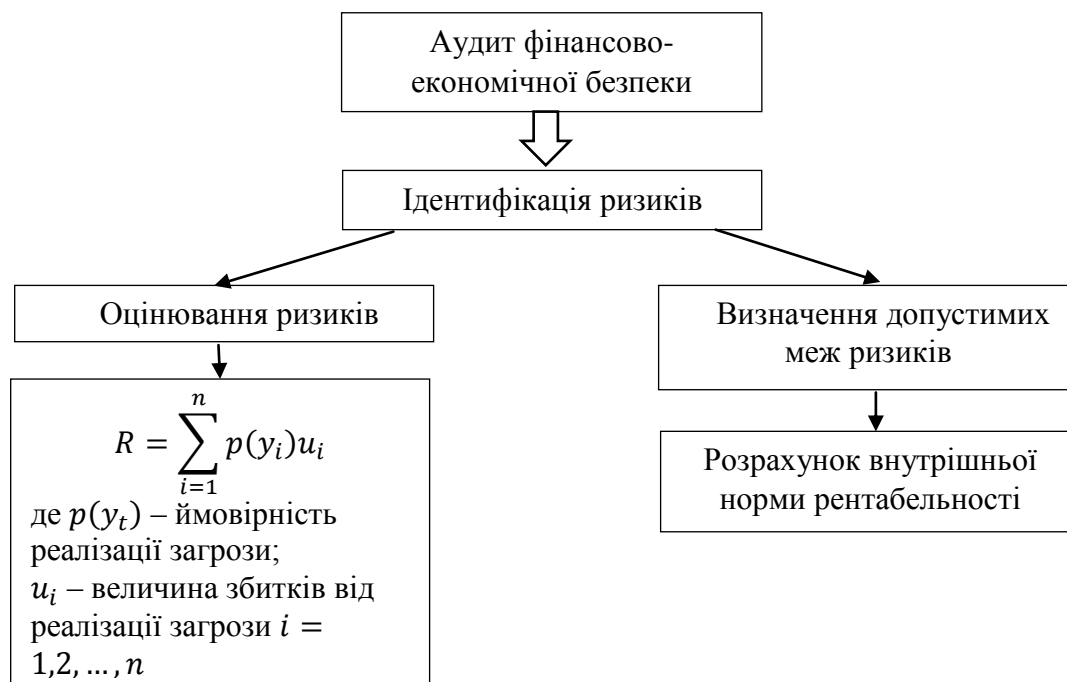 Аудит фінансово-
економічної безпеки
Ідентифікація ризиків
Оцінювання ризиків
Визначення допустимих
меж ризиків
R = \sum_{i=1}^{n} p(y_i)u_i
де p(y_t) – ймовірність
реалізації загрози;
u_i – величина збитків від
реалізації загрози i =
1,2, … , n
Розрахунок внутрішньої
норми рентабельності